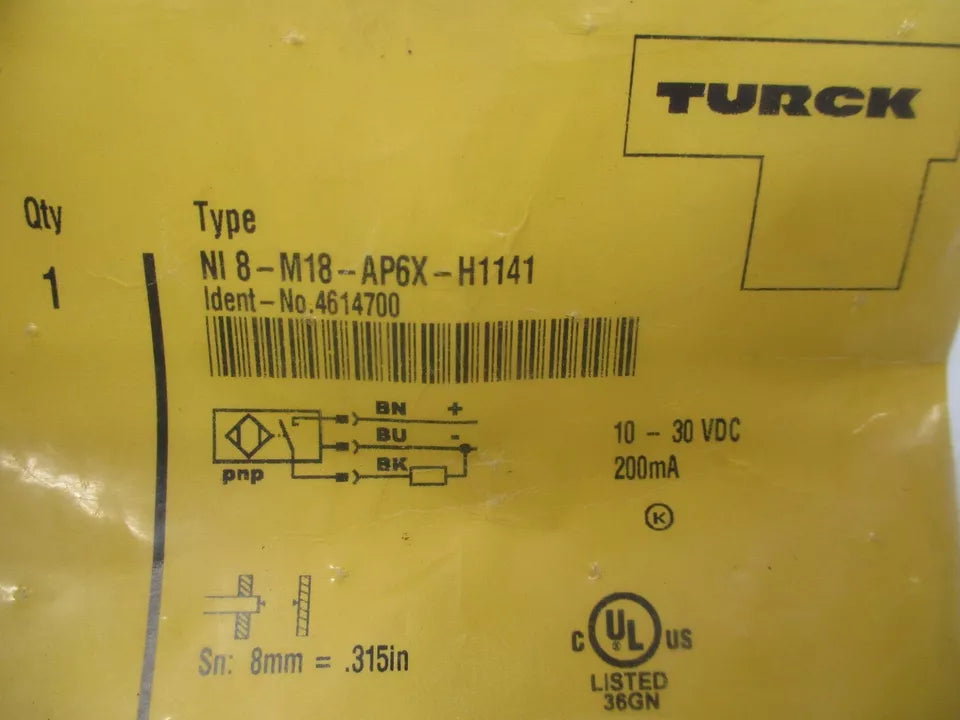 TURCK
Qty
Type
1
NI 8-M18-AP6X-H1141
Ident-No.4614700
BN +
BU -
BK
pnp
10 - 30 VDC
200mA
K
Sn: 8mm = .315in
C UL US
®
LISTED
36GN